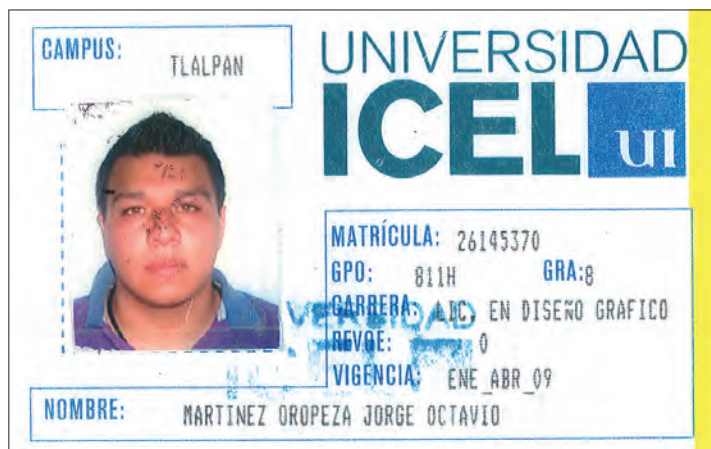 CAMPUS:
TLALPAN
UNIVERSIDAD
ICEL UI
MATRÍCULA: 26145370
GPO: 811H GRA:8
CARRERA: LIC. EN DISEÑO GRAFICO
REVOE: 0
VIGENCIA: ENE_ABR_09
NOMBRE: MARTINEZ OROPEZA JORGE OCTAVIO
VERSIDAD